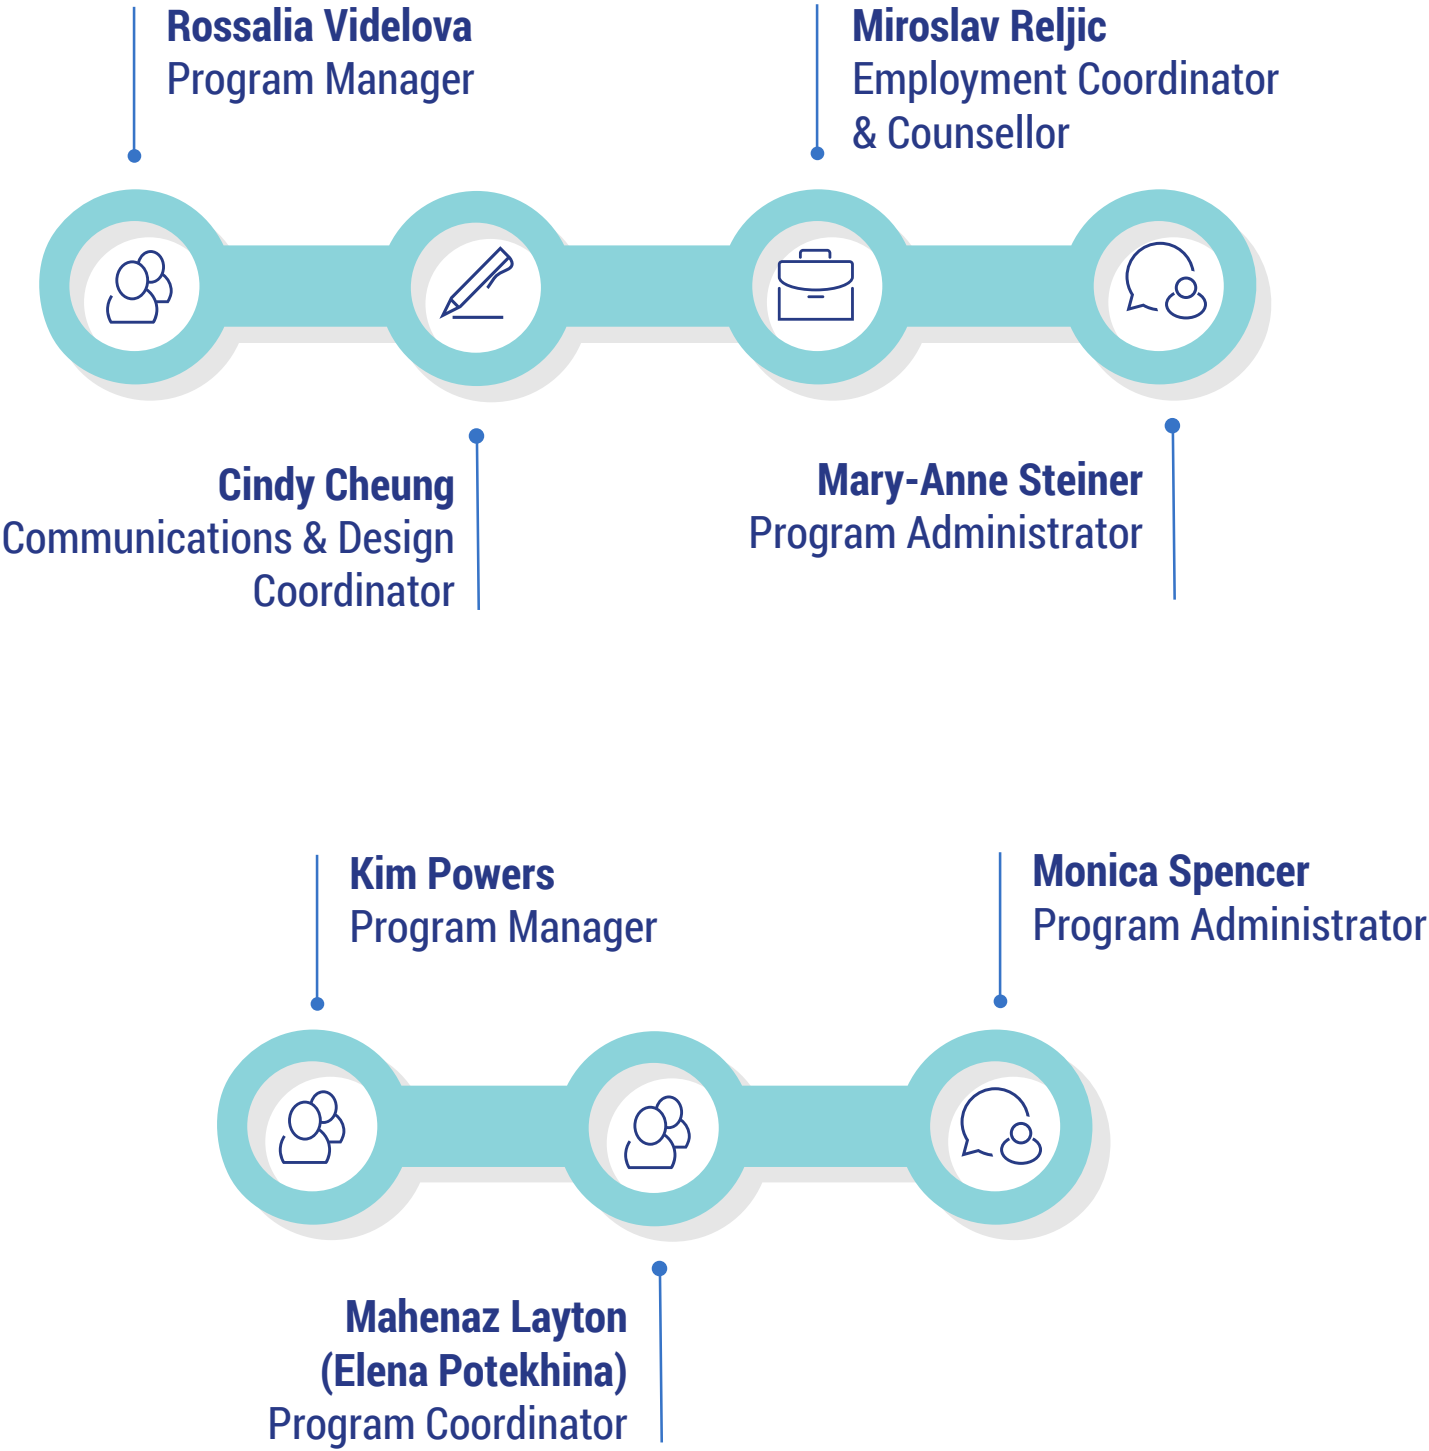 Rossalia Videlova
Program Manager
Miroslav Reljic
Employment Coordinator
& Counsellor
Cindy Cheung
Communications & Design
Coordinator
Mary-Anne Steiner
Program Administrator
Kim Powers
Program Manager
Monica Spencer
Program Administrator
Mahenaz Layton
(Elena Potekhina)
Program Coordinator